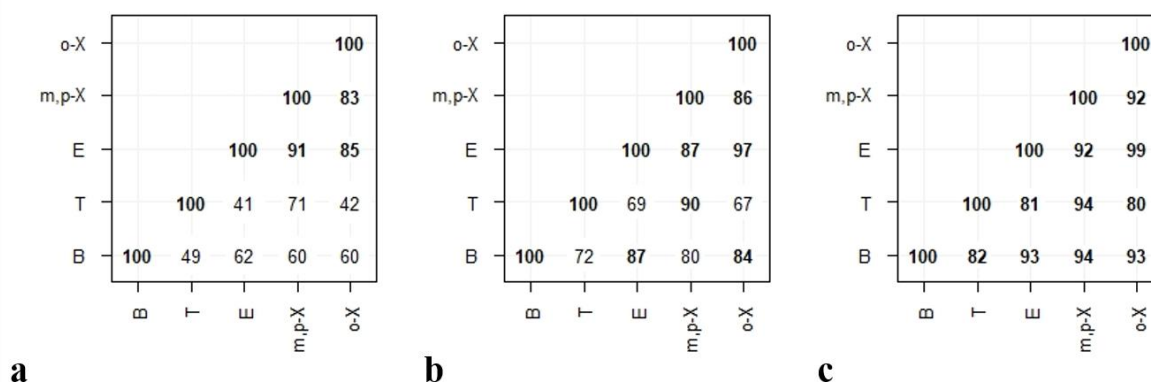 o-X 100
m,p-X 100 83
E 100 91 85
T 100 41 71 42
B 100 49 62 60 60
B T E m,p-X o-X
a
o-X 100
m,p-X 100 86
E 100 87 97
T 100 69 90 67
B 100 72 87 80 84
B T E m,p-X o-X
b
o-X 100
m,p-X 100 92
E 100 92 99
T 100 81 94 80
B 100 82 93 94 93
B T E m,p-X o-X
c